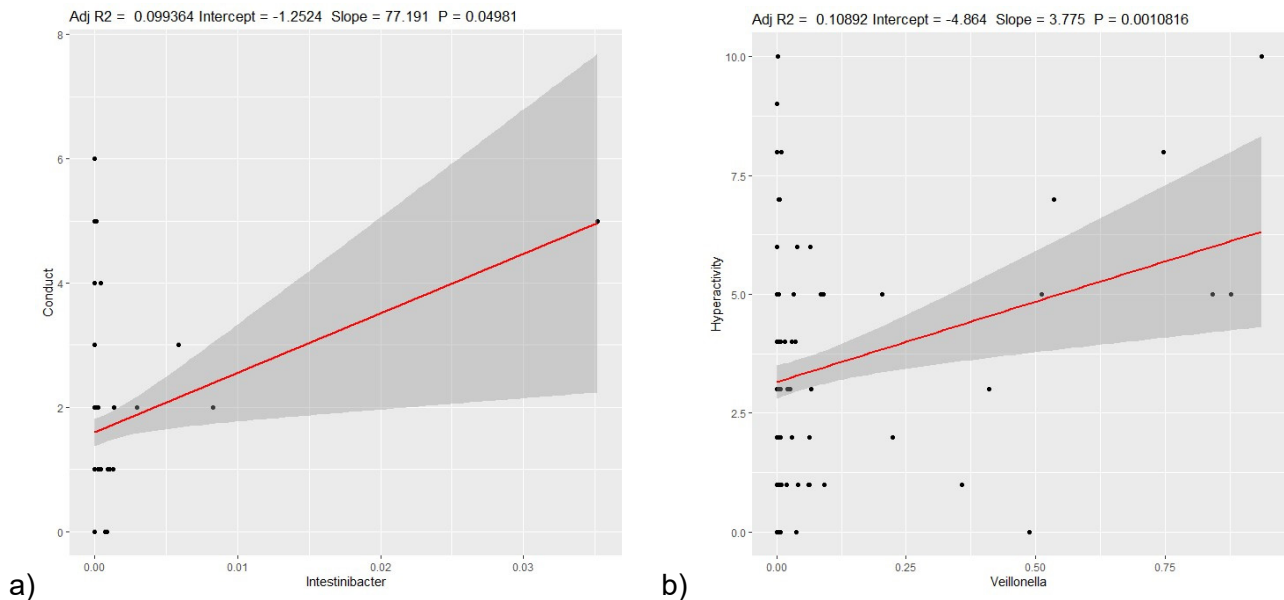 Adj R2 =  0.099364 Intercept = -1.2524  Slope = 77.191  P = 0.04981
8
6
4
2
0
Conduct
0.00
0.01
0.02
0.03
Intestinibacter
a)
Adj R2 =  0.10892 Intercept = -4.864  Slope = 3.775  P = 0.0010816
10.0
7.5
5.0
2.5
0.0
Hyperactivity
0.00
0.25
0.50
0.75
Veillonella
b)